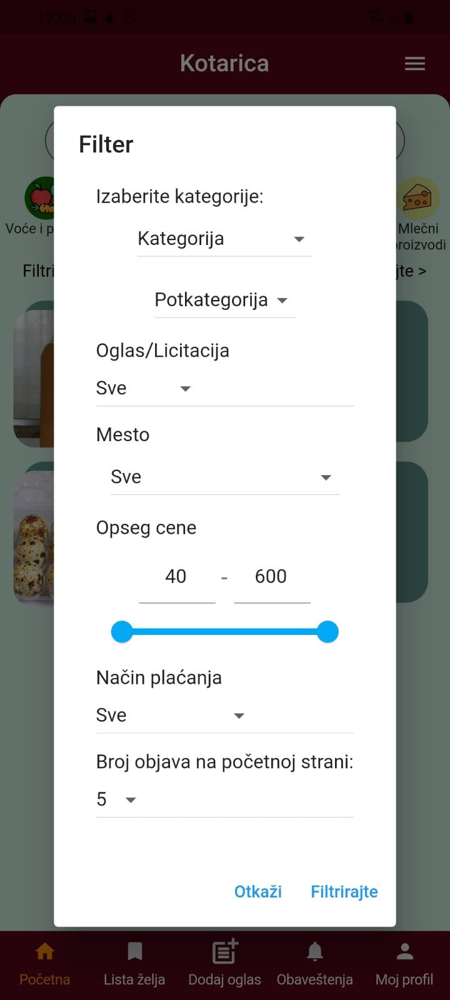 12:06
Kotarica
Filter
Izaberite kategorije:
Kategorija
Voće i p
Mlečni
roizvodi
Filtri
jte >
Potkategorija
Oglas/Licitacija
Sve
Mesto
Sve
Opseg cene
40 - 600
Način plaćanja
Sve
Broj objava na početnoj strani:
5
Otkaži Filtrirajte
Početna Lista želja Dodaj oglas Obaveštenja Moj profil